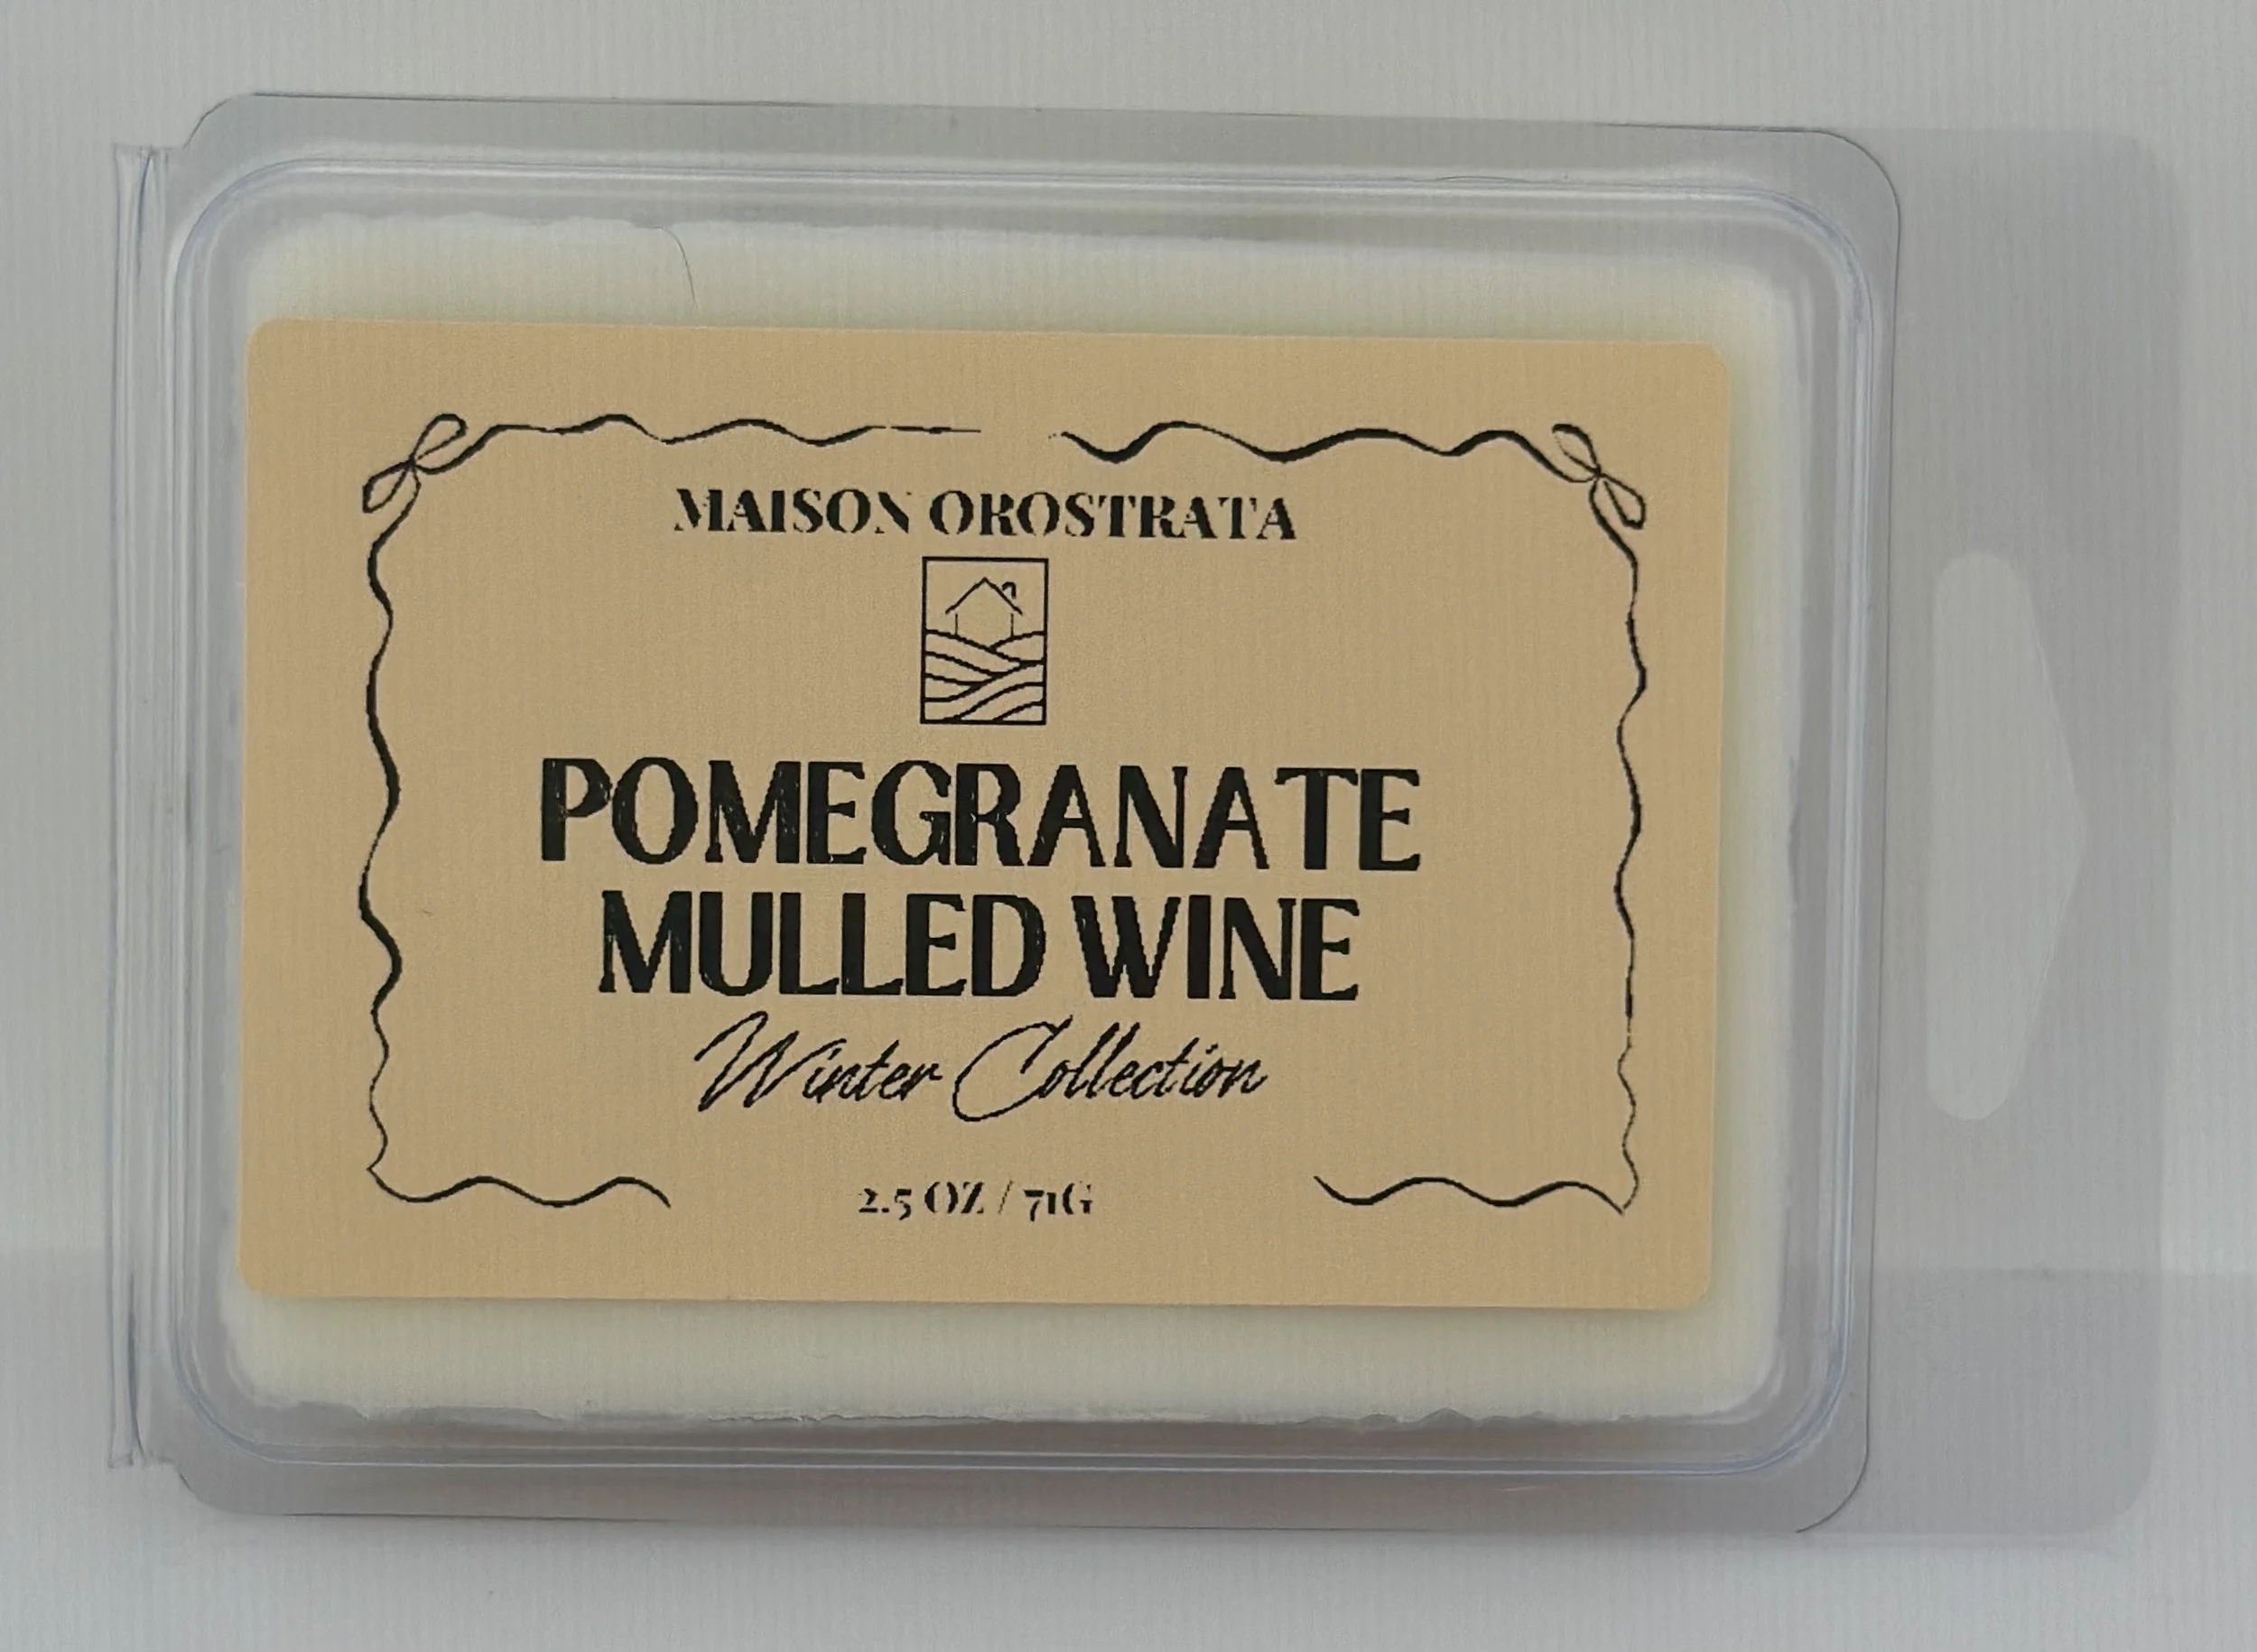 MAISON OROSTRATA
POMEGRANATE
MULLED WINE
Winter Collection
2.5 OZ / 71G